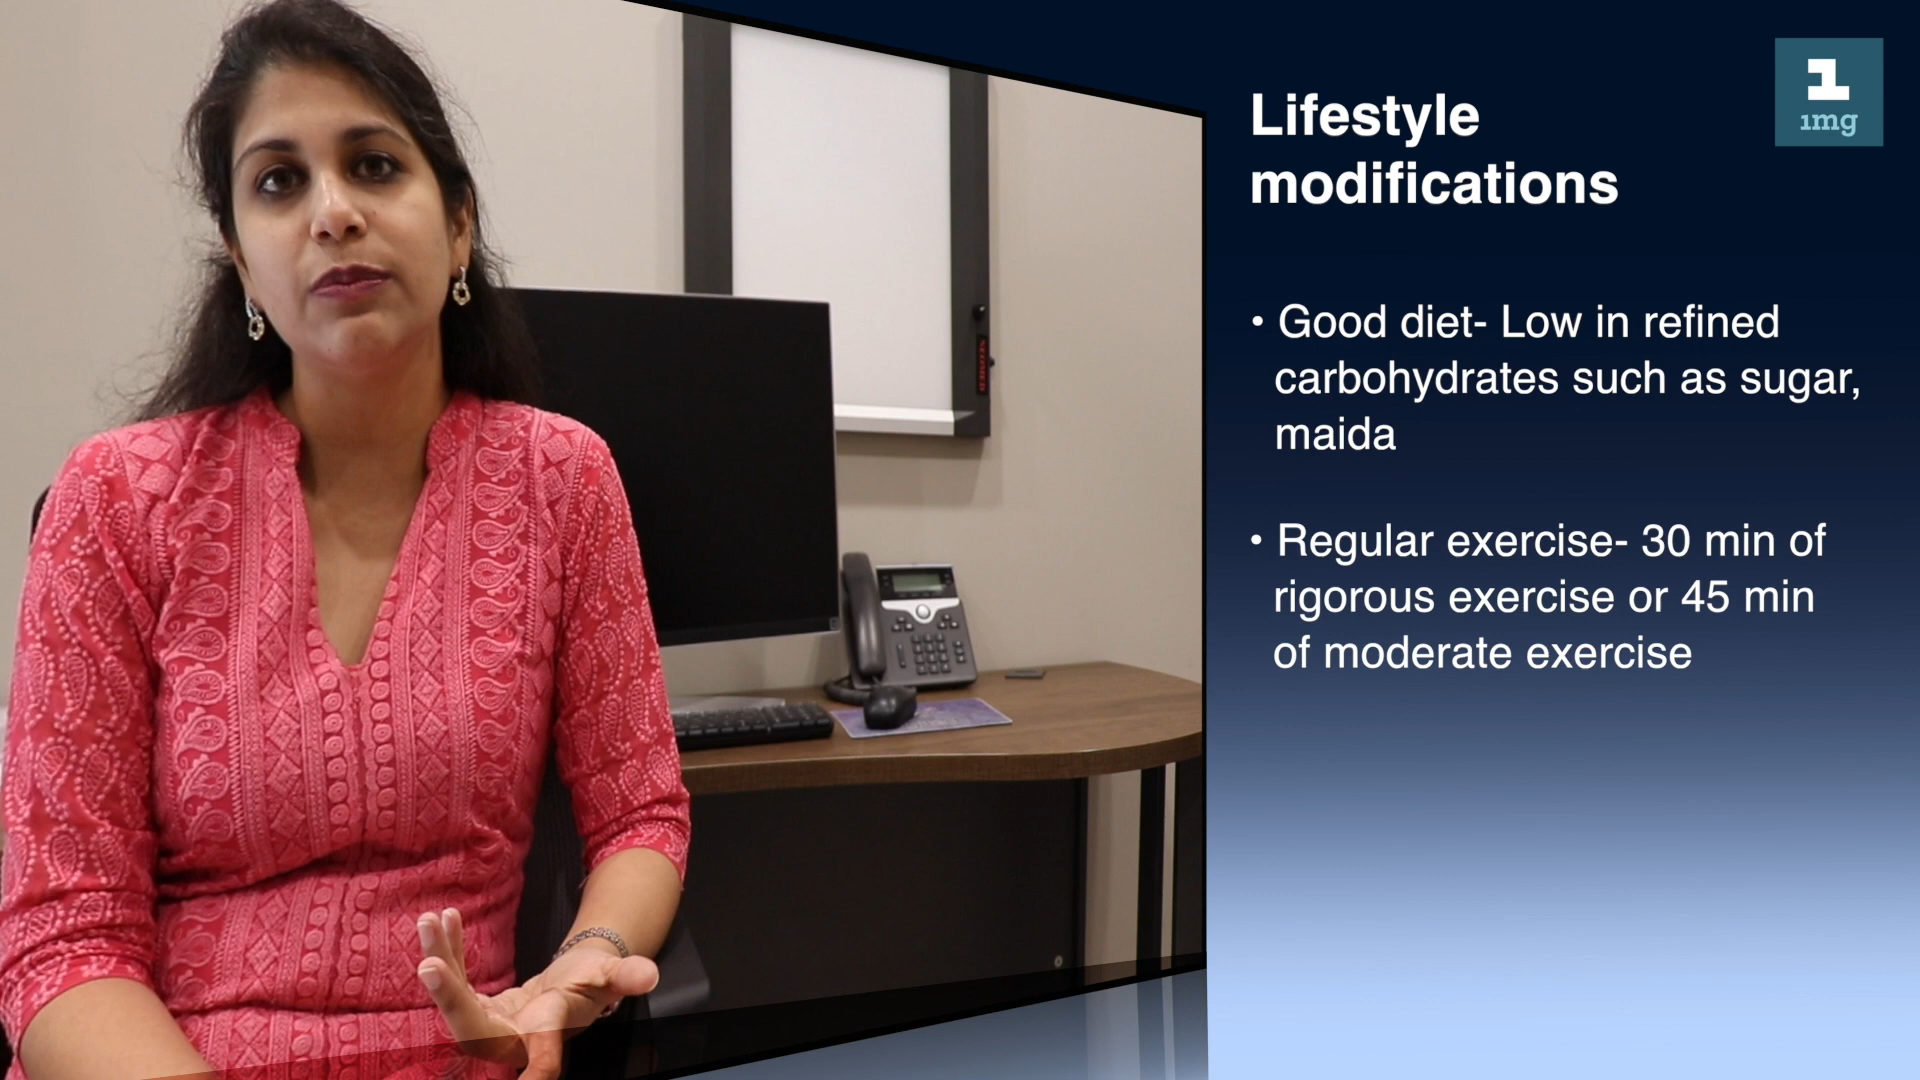 Lifestyle
modifications
1
1mg
• Good diet- Low in refined
carbohydrates such as sugar,
maida
• Regular exercise- 30 min of
rigorous exercise or 45 min
of moderate exercise